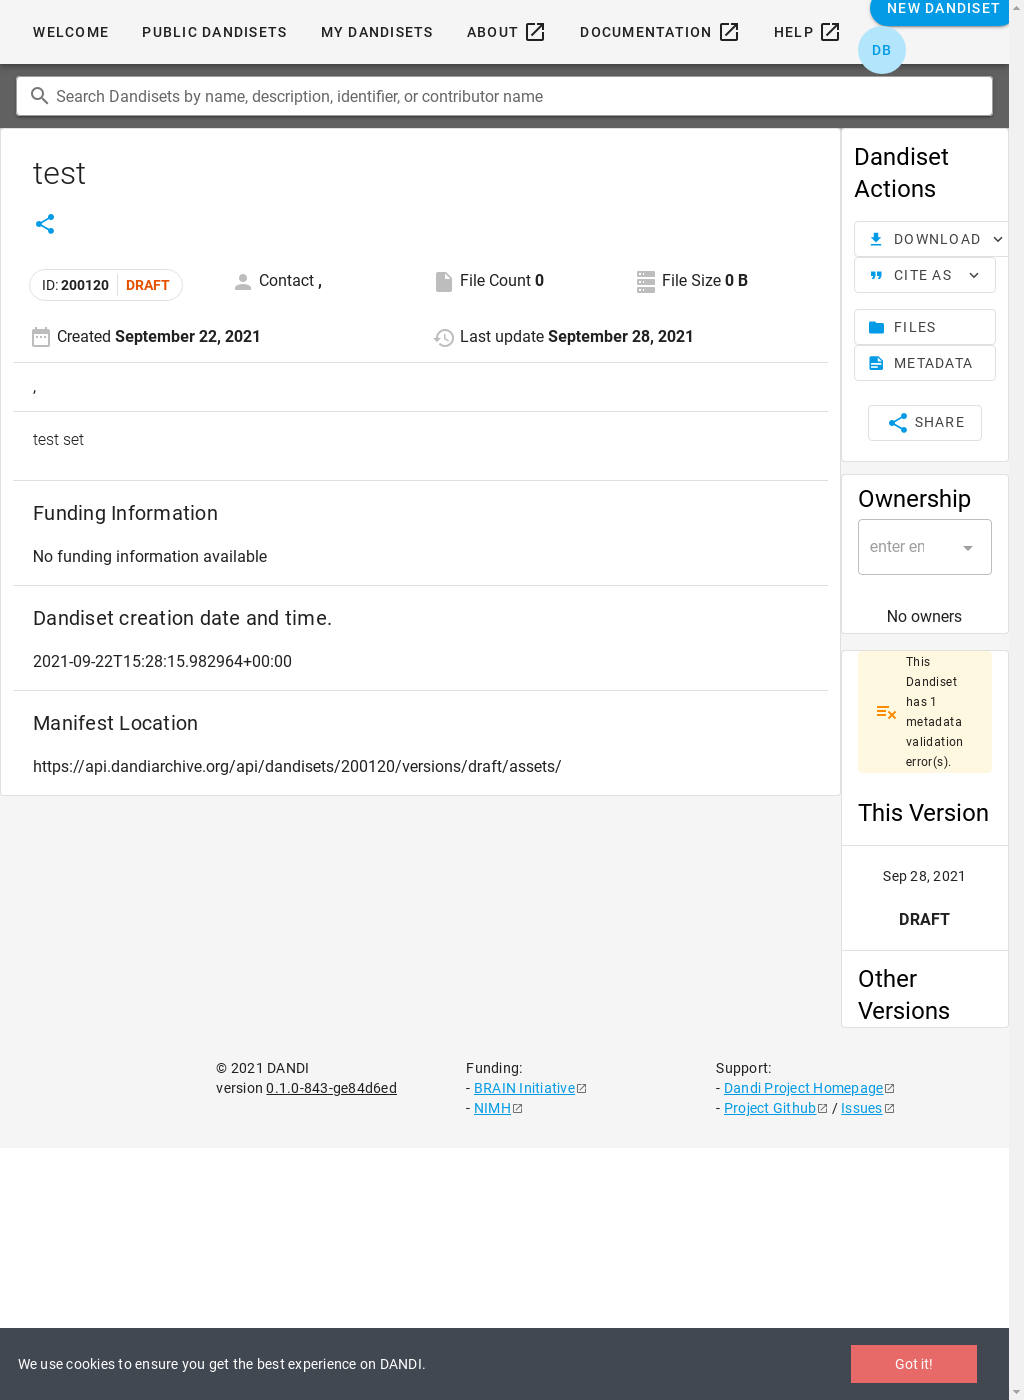 WELCOME PUBLIC DANDISETS MY DANDISETS ABOUT DOCUMENTATION HELP NEW DANDISET
DB
Search Dandisets by name, description, identifier, or contributor name
test
ID: 200120 DRAFT Contact , File Count 0 File Size 0 B
Created September 22, 2021 Last update September 28, 2021
,
test set
Funding Information
No funding information available
Dandiset creation date and time.
2021-09-22T15:28:15.982964+00:00
Manifest Location
https://api.dandiarchive.org/api/dandisets/200120/versions/draft/assets/
Dandiset
Actions
DOWNLOAD
CITE AS
FILES
METADATA
SHARE
Ownership
enter en
No owners
This
Dandiset
has 1
metadata
validation
error(s).
This Version
Sep 28, 2021
DRAFT
Other
Versions
© 2021 DANDI
version 0.1.0-843-ge84d6ed
Funding:
- BRAIN Initiative
- NIMH
Support:
- Dandi Project Homepage
- Project Github / Issues
We use cookies to ensure you get the best experience on DANDI.
Got it!